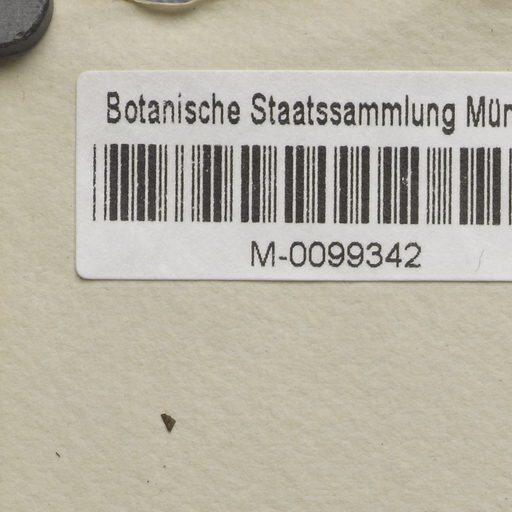 Botanische Staatssammlung Mün
M-0099342